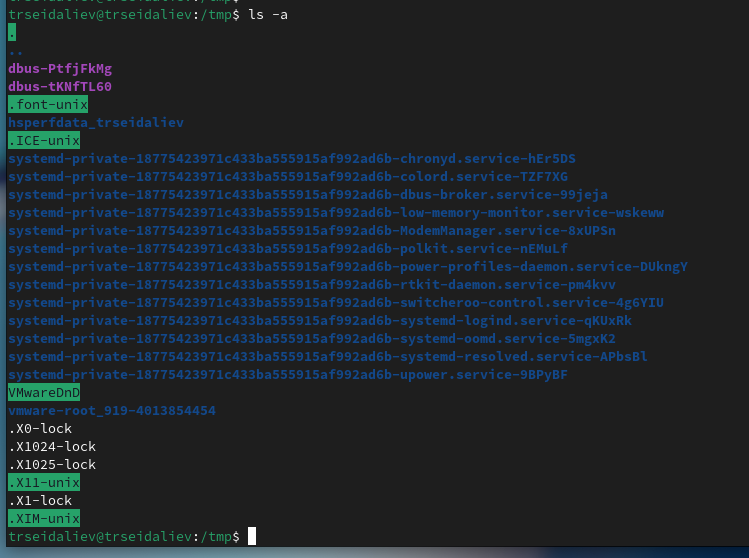 trseidaliev@trseidaliev:/tmp$
trseidaliev@trseidaliev:/tmp$ ls -a
.
..
dbus-PtfjFkMg
dbus-tKNfTL60
.font-unix
hsperfdata_trseidaliev
.ICE-unix
systemd-private-18775423971c433ba555915af992ad6b-chronyd.service-hEr5DS
systemd-private-18775423971c433ba555915af992ad6b-colord.service-TZF7XG
systemd-private-18775423971c433ba555915af992ad6b-dbus-broker.service-99jeja
systemd-private-18775423971c433ba555915af992ad6b-low-memory-monitor.service-wskeww
systemd-private-18775423971c433ba555915af992ad6b-ModemManager.service-8xUPSn
systemd-private-18775423971c433ba555915af992ad6b-polkit.service-nEMuLf
systemd-private-18775423971c433ba555915af992ad6b-power-profiles-daemon.service-DUkngY
systemd-private-18775423971c433ba555915af992ad6b-rtkit-daemon.service-pm4kvv
systemd-private-18775423971c433ba555915af992ad6b-switcheroo-control.service-4g6YIU
systemd-private-18775423971c433ba555915af992ad6b-systemd-logind.service-qKUxRk
systemd-private-18775423971c433ba555915af992ad6b-systemd-oomd.service-5mgxK2
systemd-private-18775423971c433ba555915af992ad6b-systemd-resolved.service-APbsBl
systemd-private-18775423971c433ba555915af992ad6b-upower.service-9BPyBF
VMwareDnD
vmware-root_919-4013854454
.X0-lock
.X1024-lock
.X1025-lock
.X11-unix
.X1-lock
.XIM-unix
trseidaliev@trseidaliev:/tmp$